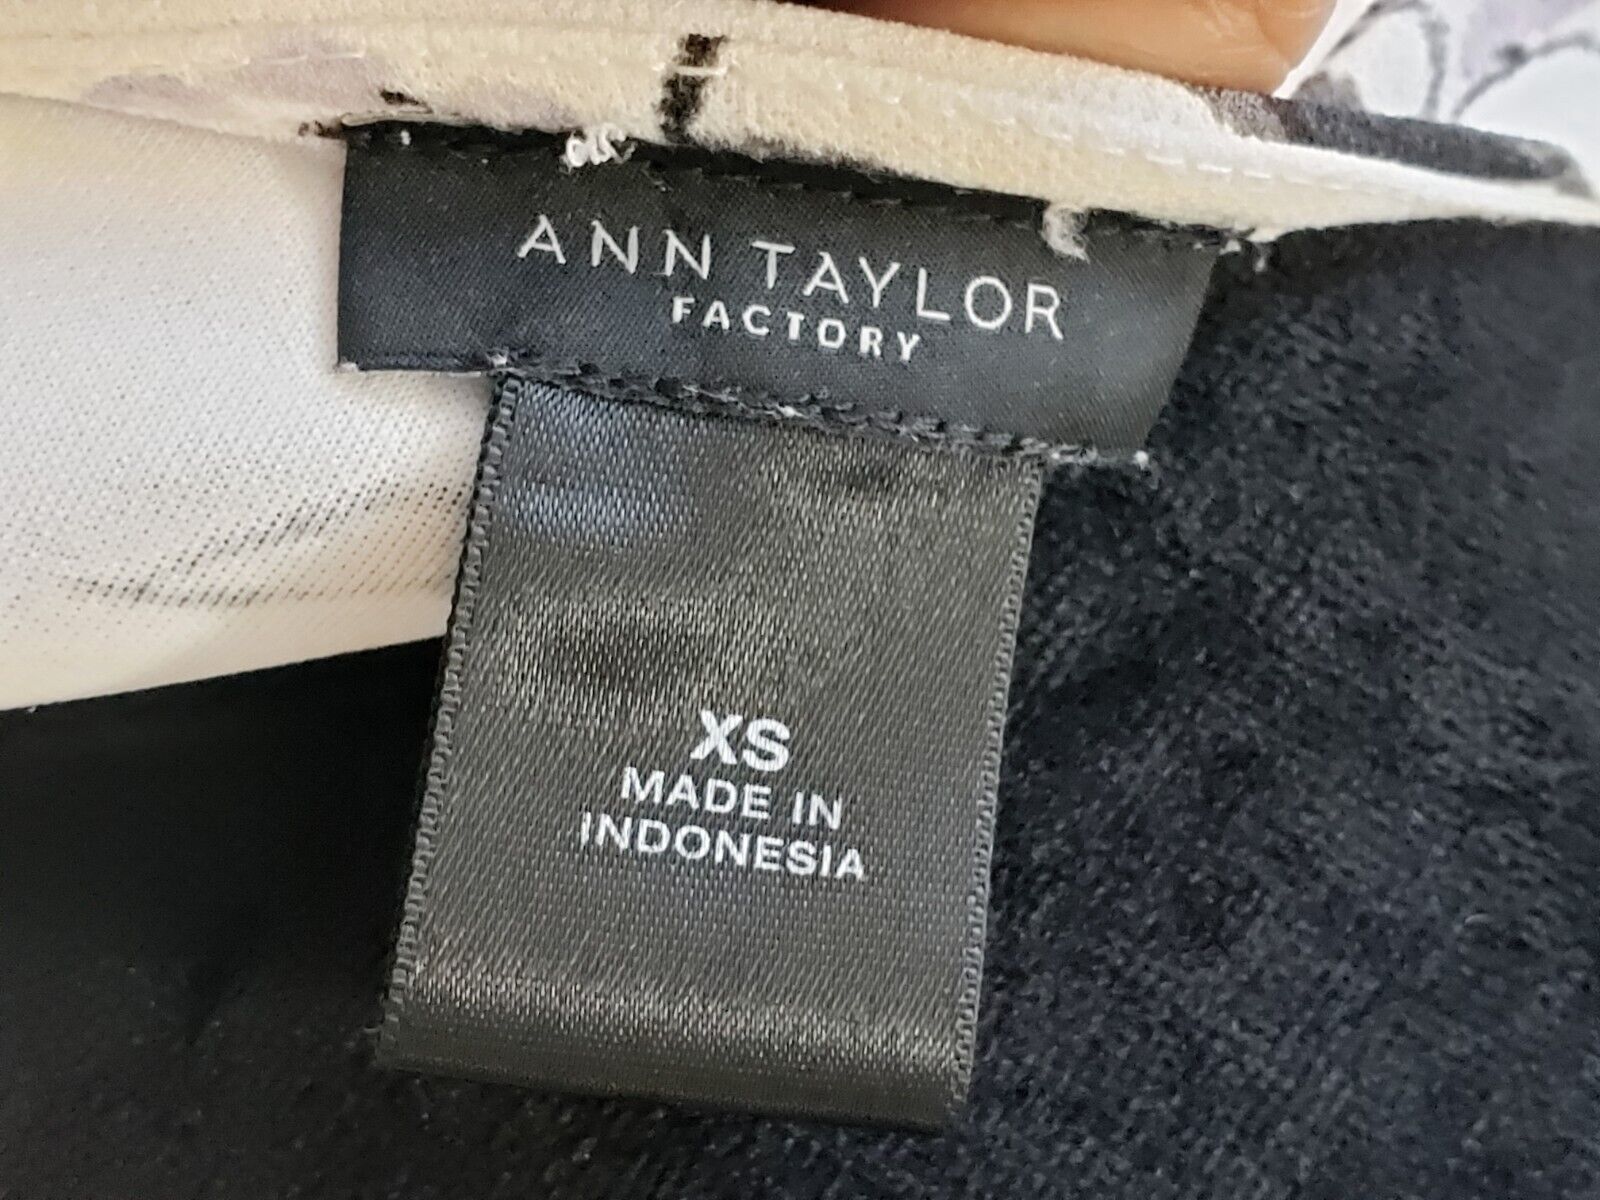 ANN TAYLOR
FACTORY
XS
MADE IN
INDONESIA